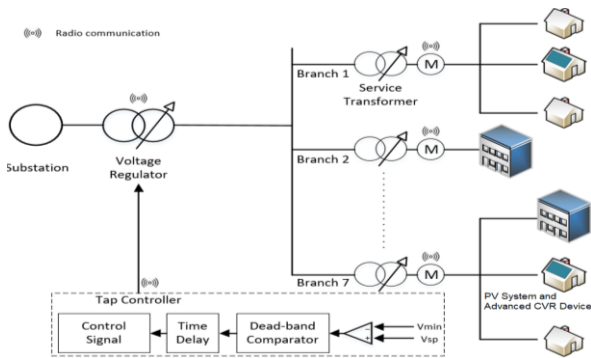 Radio communication
Branch 1
M
Service
Transformer
Substation
Voltage
Regulator
Branch 2
M
Branch 7
M
PV System and
Advanced CVR Device
Tap Controller
Control
Signal
Time
Delay
Dead-band
Comparator
-
+
Vmin
Vsp